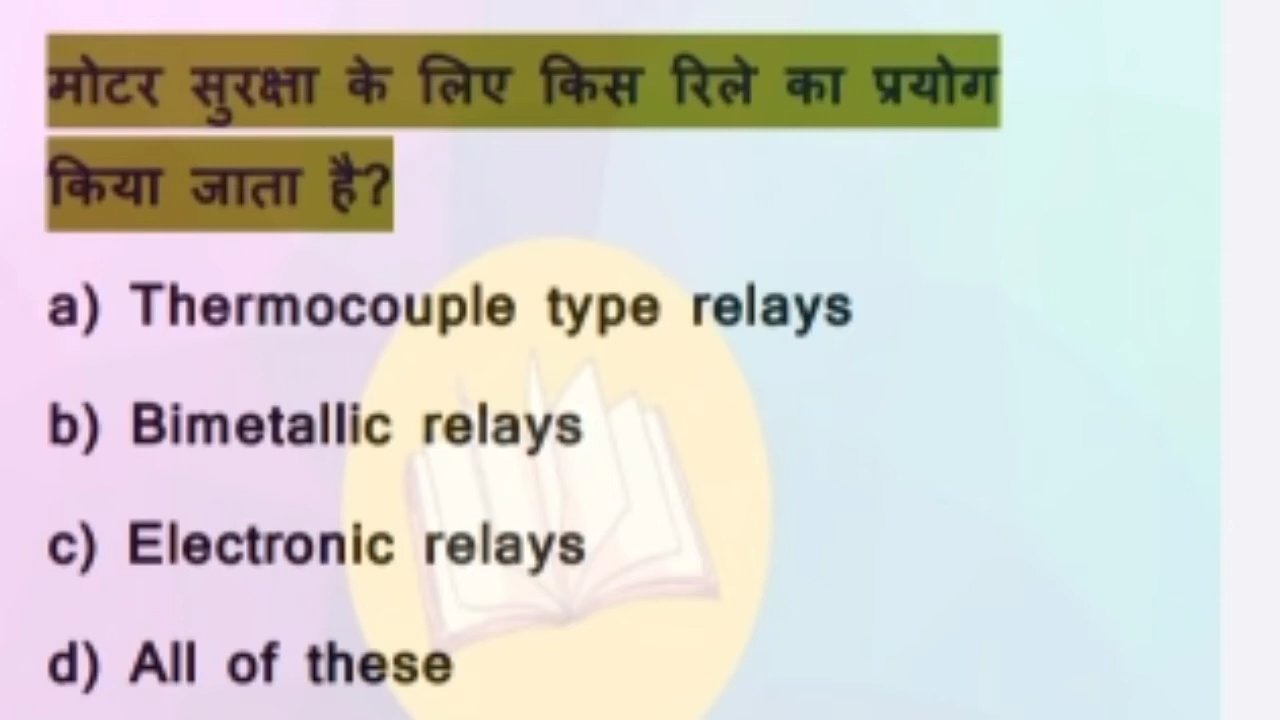 मोटर सुरक्षा के लिए किस रिले का प्रयोग
किया जाता है?
a) Thermocouple type relays
b) Bimetallic relays
c) Electronic relays
d) All of these